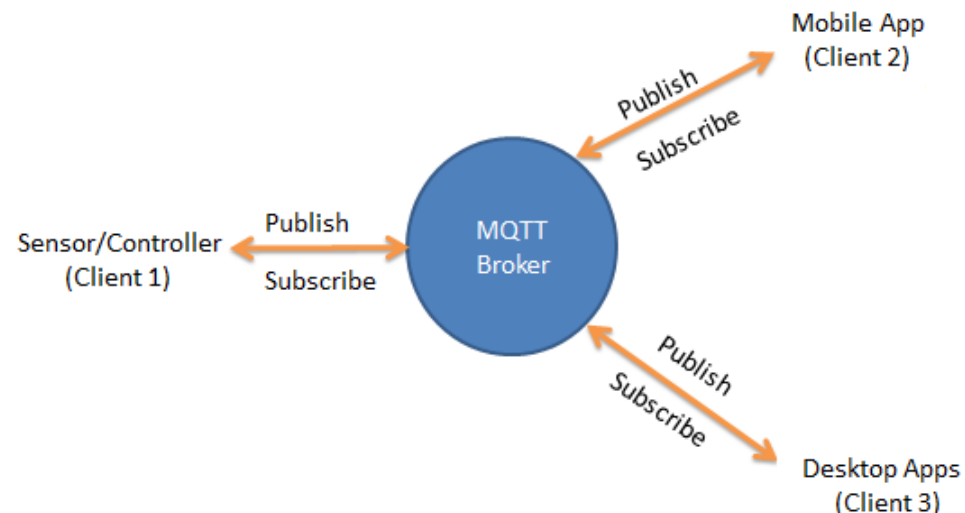 Mobile App
(Client 2)
Publish
Subscribe
MQTT
Broker
Publish
Subscribe
Sensor/Controller
(Client 1)
Publish
Subscribe
Desktop Apps
(Client 3)